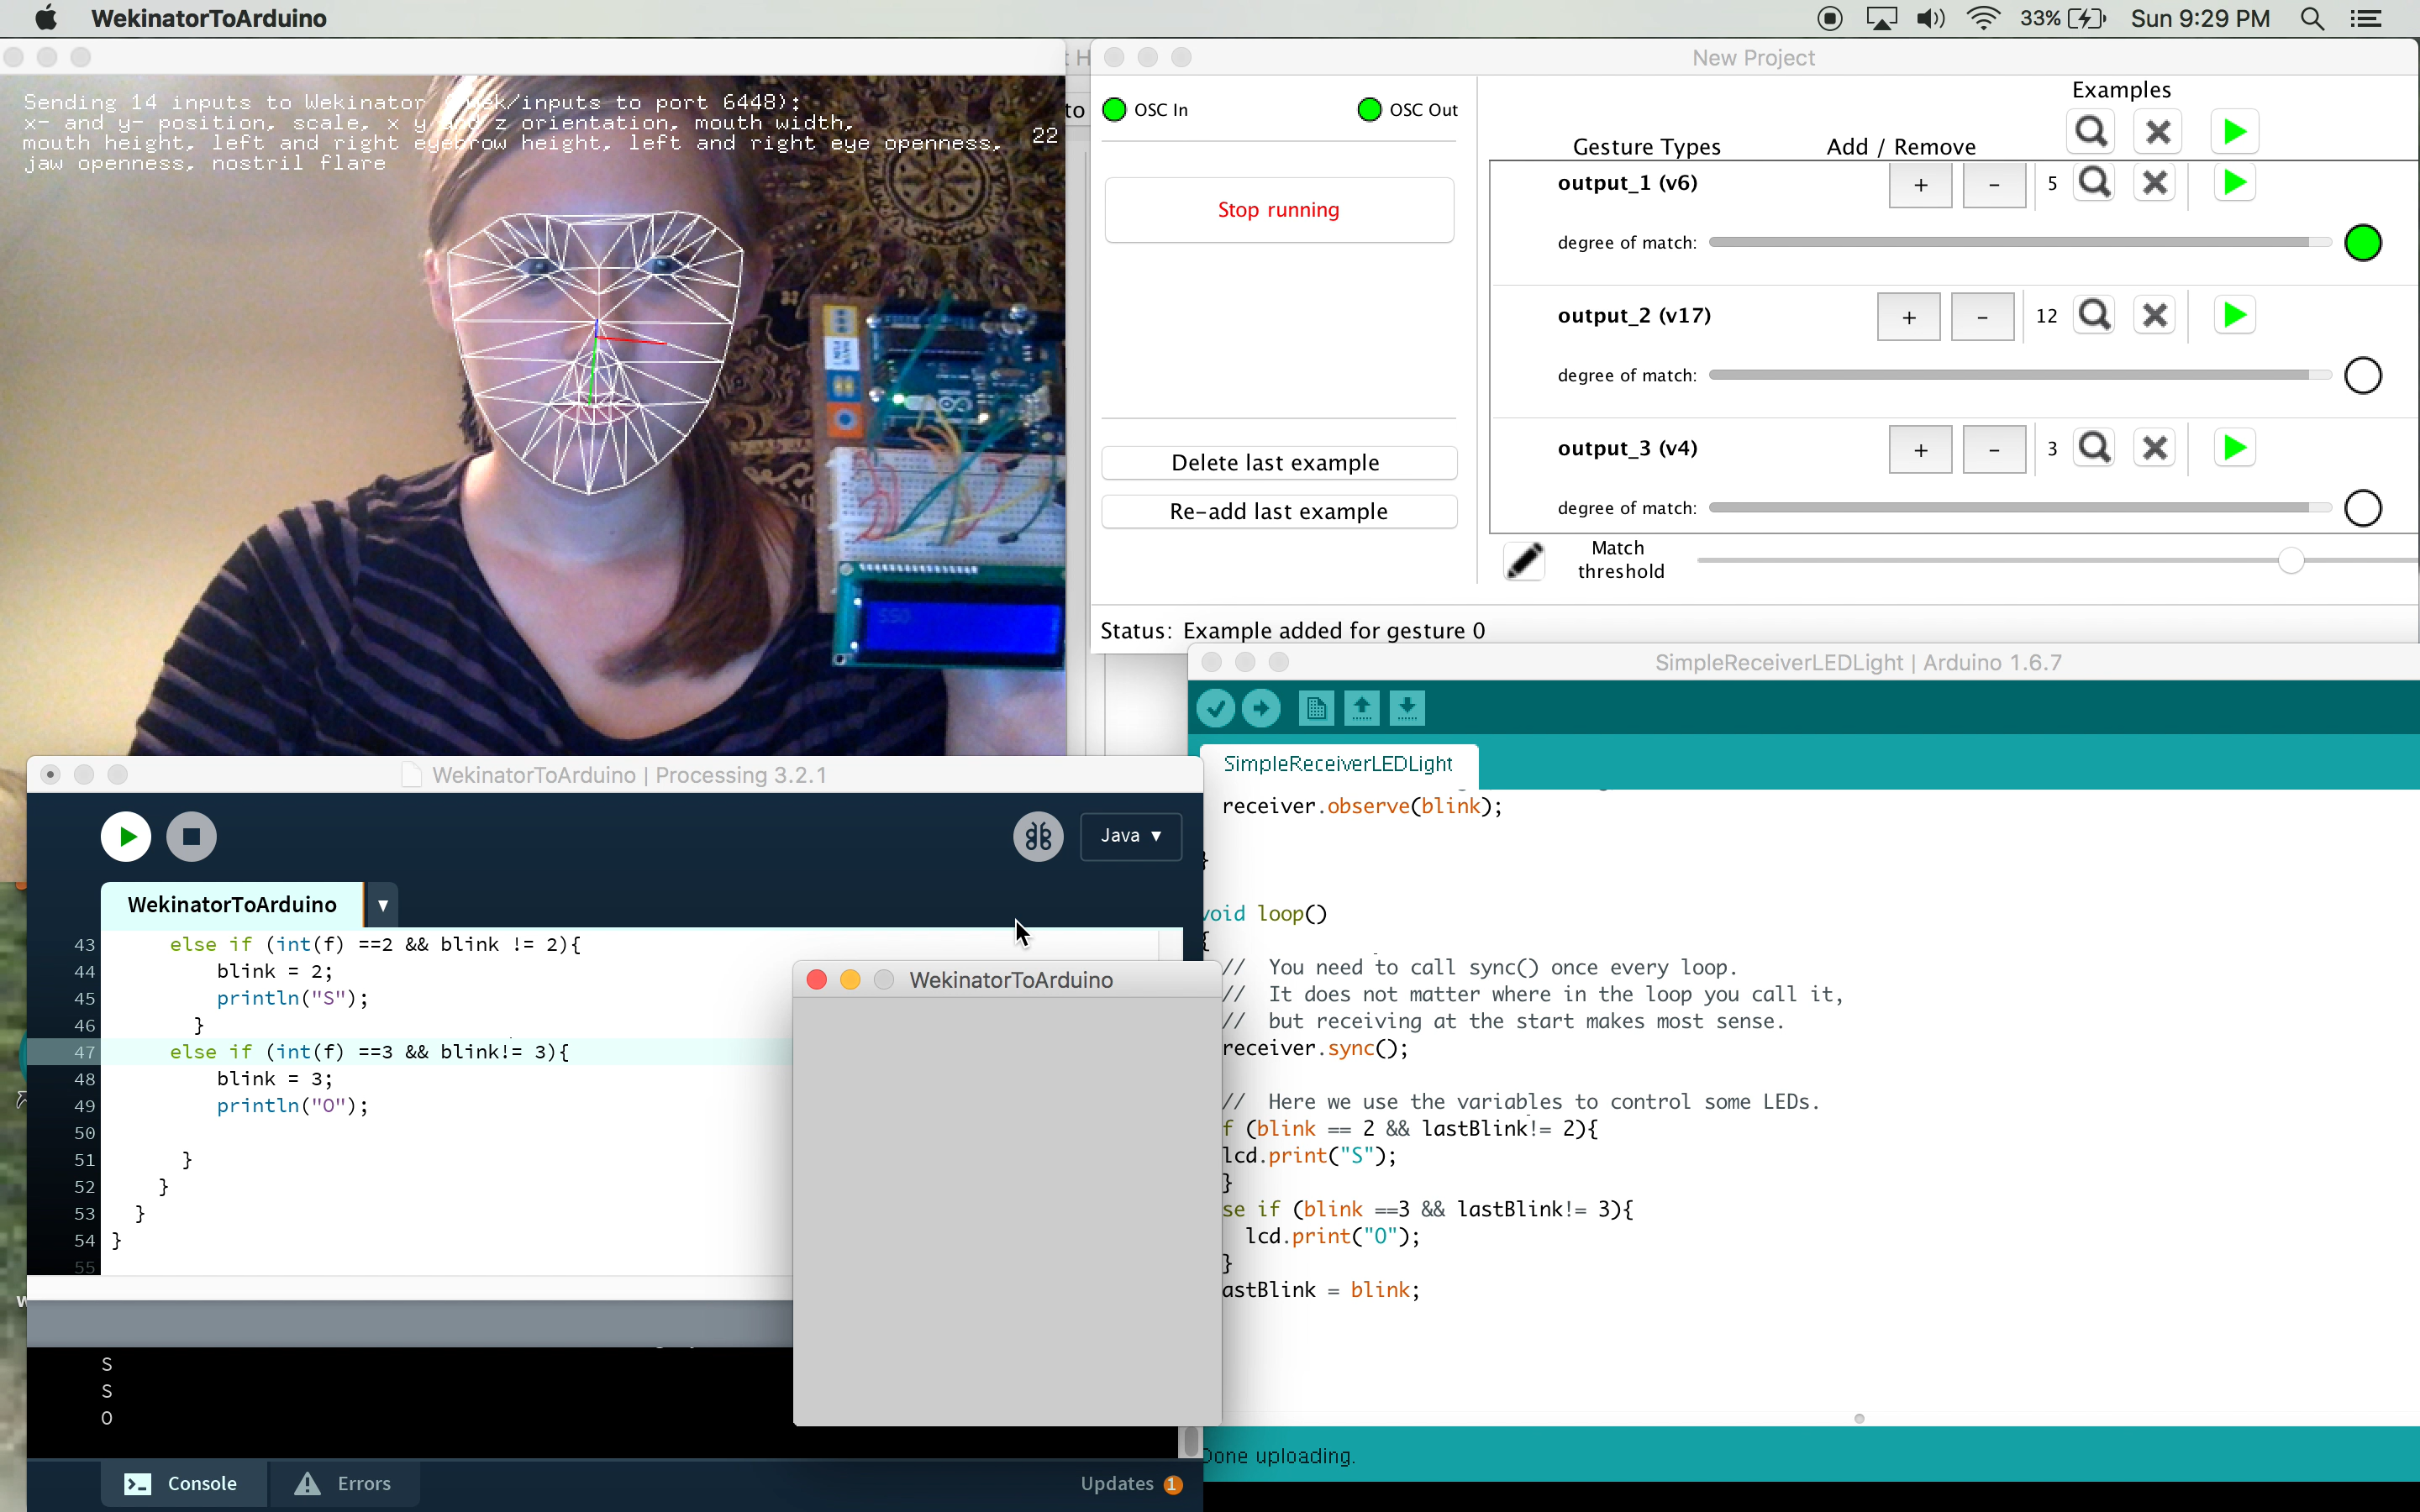 WekinatorToArduino
33%
Sun 9:29 PM
Sending 14 inputs to Wekinator
/inputs to port 6448):
x- and y- position, scale, x y z orientation, mouth width,
mouth height, left and right eyebrow height, left and right eye openness,
jaw openness, nostril flare
22
to
New Project
OSC In
OSC Out
Stop running
Delete last example
Re-add last example
Examples
Gesture Types
Add / Remove
output_1 (v6)
+
-
5
degree of match:
output_2 (v17)
+
-
12
degree of match:
output_3 (v4)
+
-
3
degree of match:
Match
threshold
Status: Example added for gesture 0
SSO
WekinatorToArduino | Processing 3.2.1
Java
WekinatorToArduino
43 else if (int(f) ==2 && blink != 2){
44 blink = 2;
45 println("S");
46 }
47 else if (int(f) ==3 && blink!= 3){
48 blink = 3;
49 println("O");
50
51 }
52 }
53 }
54 }
55
S
S
O
Console
Errors
Updates 1
WekinatorToArduino
SimpleReceiverLEDLight | Arduino 1.6.7
SimpleReceiverLEDLight
receiver.observe(blink);
}
void loop()
{
// You need to call sync() once every loop.
// It does not matter where in the loop you call it,
// but receiving at the start makes most sense.
receiver.sync();
// Here we use the variables to control some LEDs.
f (blink == 2 && lastBlink!= 2){
lcd.print("S");
}
se if (blink ==3 && lastBlink!= 3){
lcd.print("O");
}
astBlink = blink;
Done uploading.